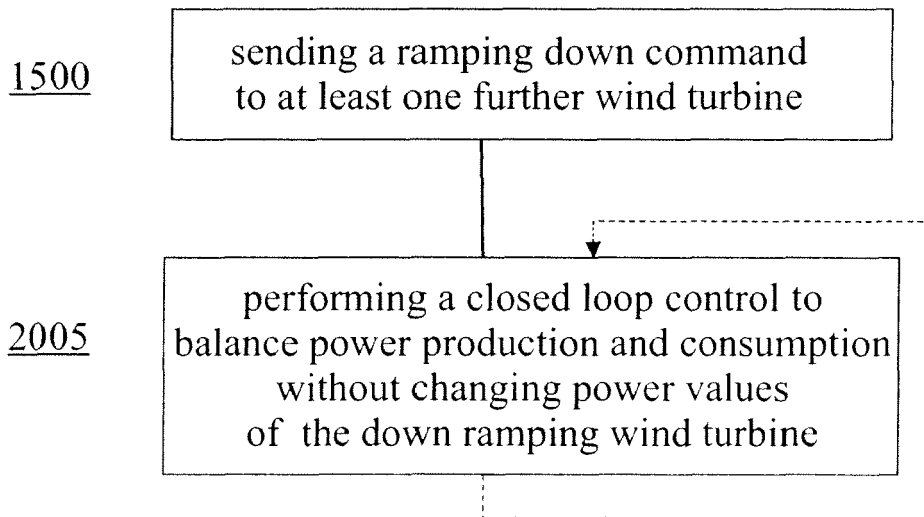 1500
sending a ramping down command
to at least one further wind turbine
2005
performing a closed loop control to
balance power production and consumption
without changing power values
of the down ramping wind turbine